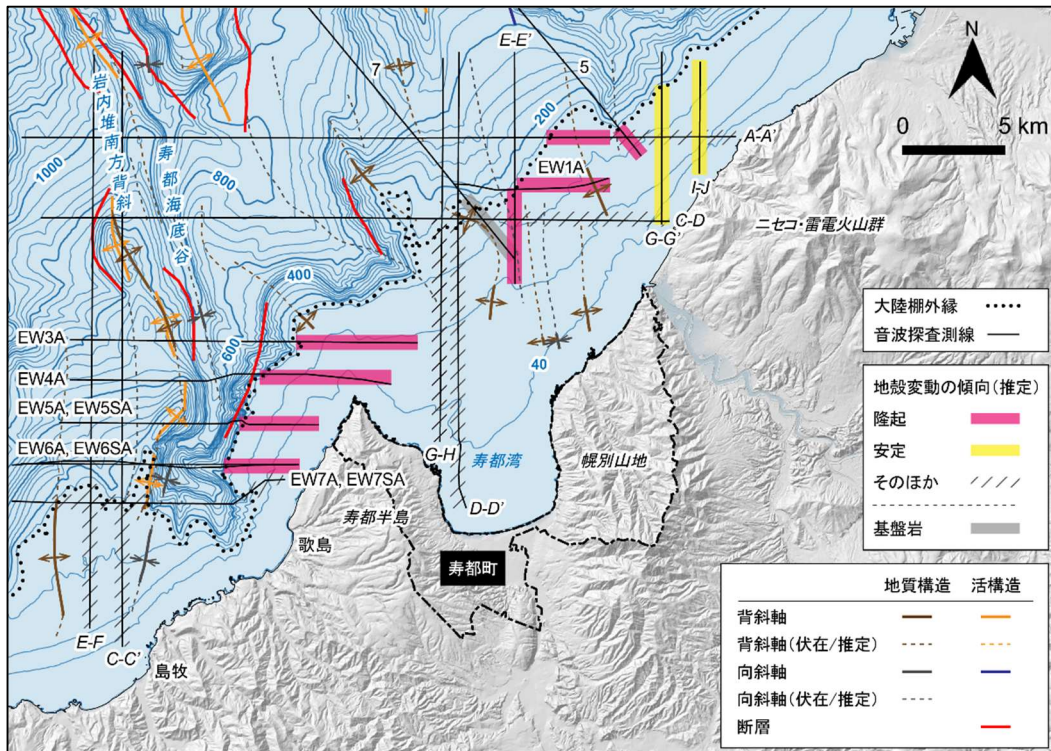 E-E'
N
7
5
200
0
5 km
A-A'
岩内堆南方背斜
寿都海底谷
1000
800
EW1A
I-J
C-D
G-G'
ニセコ・雷電火山群
400
大陸棚外縁
音波探査測線
EW3A
600
40
EW4A
地殻変動の傾向(推定)
隆起
EW5A, EW5SA
安定
EW6A, EW6SA
G-H
寿都湾
幌別山地
そのほか
EW7A, EW7SA
D-D'
寿都半島
基盤岩
歌島
寿都町
地質構造 活構造
背斜軸
E-F
背斜軸(伏在/推定)
C-C'
向斜軸
島牧
向斜軸(伏在/推定)
断層